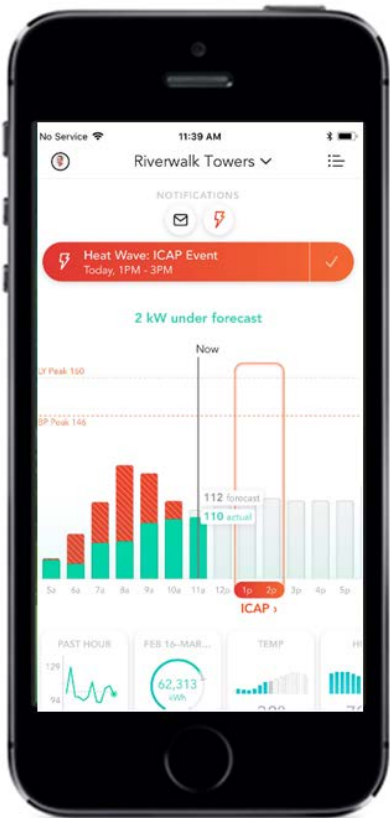 No Service
11:39 AM
Riverwalk Towers
NOTIFICATIONS
Heat Wave: ICAP Event
Today, 1PM - 3PM
2 kW under forecast
Now
LY Peak 160
BP Peak 146
112 forecast
110 actual
5a 6a 7a 8a 9a 10a 11a 12p 1p 2p 3p 4p 5p
ICAP ›
PAST HOUR
FEB 16–MAR...
TEMP
129
94
62,313
kWh